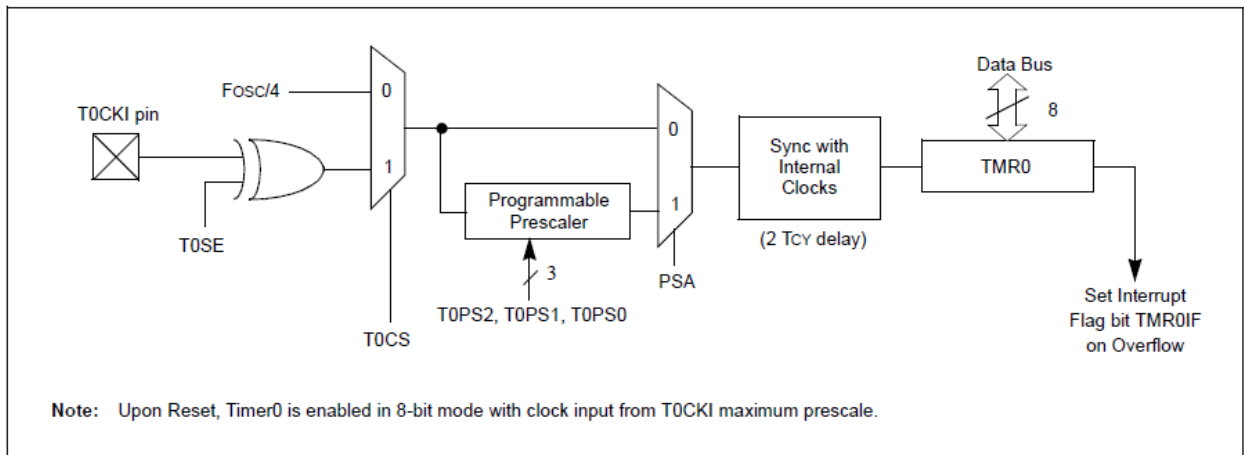 Fosc/4
0
T0CKI pin
1
T0SE
T0CS
Programmable
Prescaler
3
T0PS2, T0PS1, T0PS0
0
1
PSA
Sync with
Internal
Clocks
(2 TCY delay)
Data Bus
8
TMR0
Set Interrupt
Flag bit TMR0IF
on Overflow
Note: Upon Reset, Timer0 is enabled in 8-bit mode with clock input from T0CKI maximum prescale.